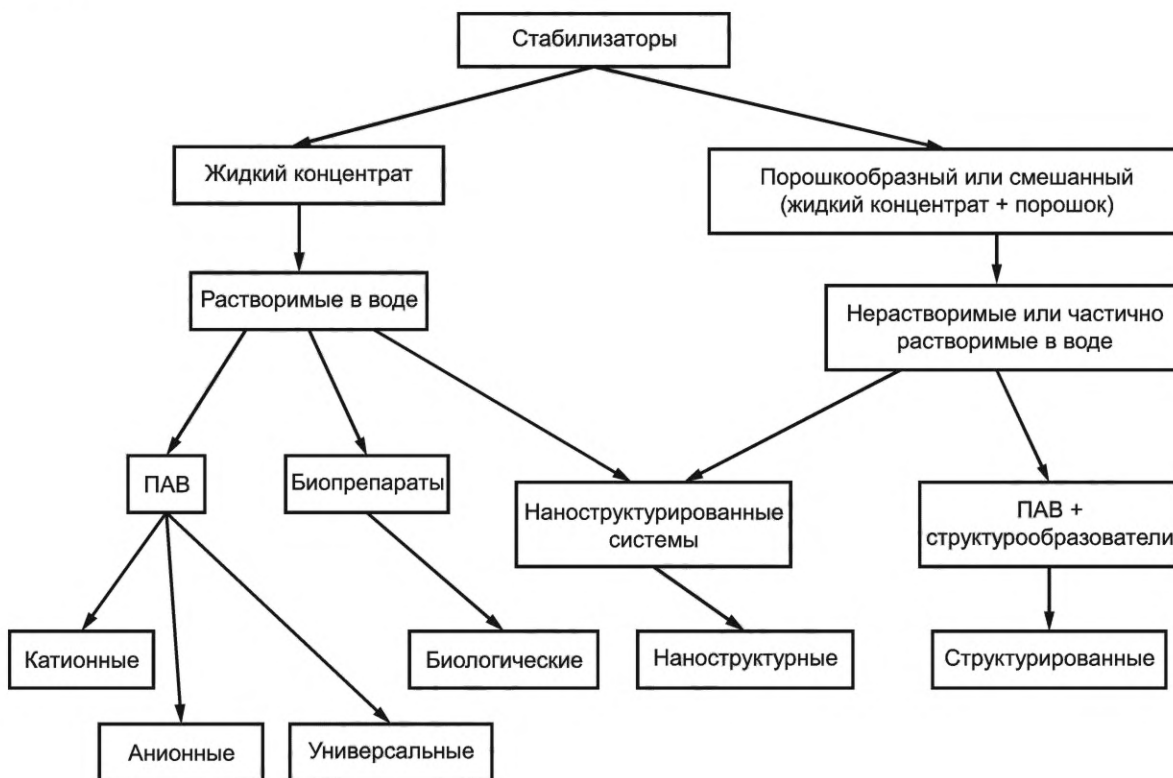 Стабилизаторы
Жидкий концентрат
Порошкообразный или смешанный
(жидкий концентрат + порошок)
Растворимые в воде
Нерастворимые или частично
растворимые в воде
ПАВ
Биопрепараты
Наноструктурированные
системы
ПАВ +
структурообразователи
Катионные
Биологические
Наноструктурные
Структурированные
Анионные
Универсальные